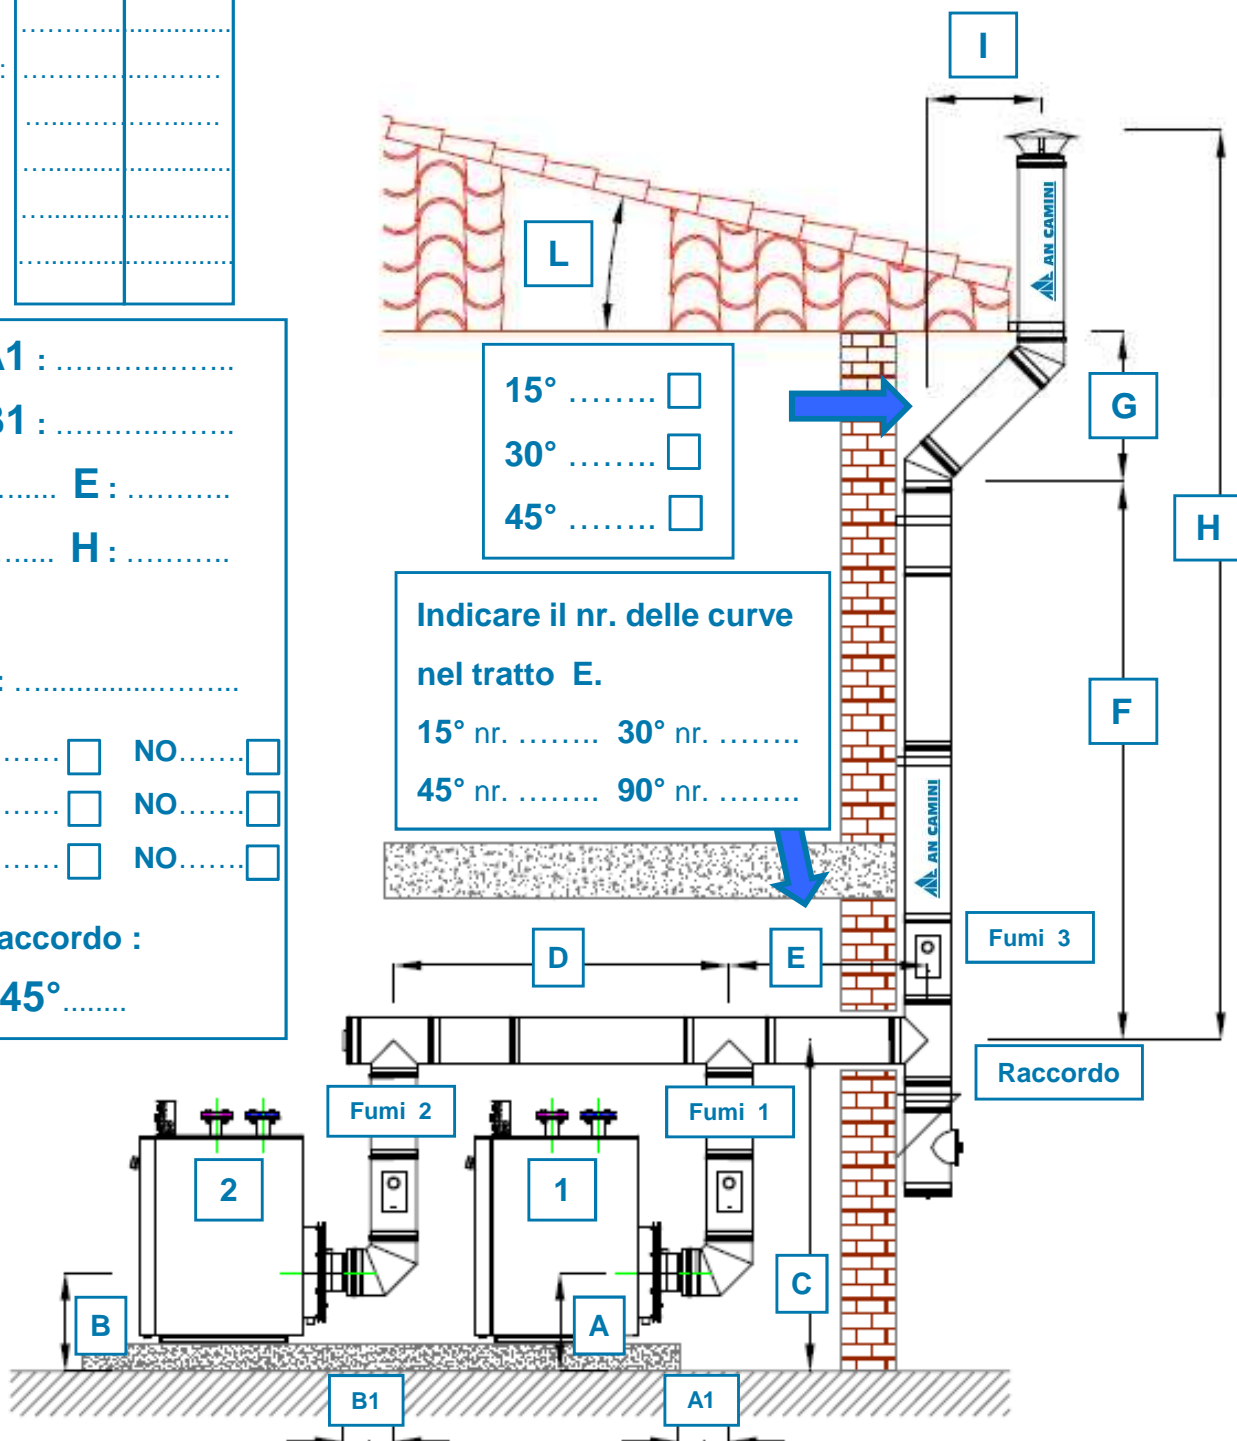 :
I
AN CAMINI
L
A1 : ........................
15° ........
G
B1 : ........................
30° ........
....... E : ...........
45° ........
H
...... H : ...........
Indicare il nr. delle curve
nel tratto E.
: .................................
F
15° nr. ........ 30° nr. ........
...... NO.......
45° nr. ........ 90° nr. ........
...... NO.......
AN CAMINI
...... NO.......
accordo :
Fumi 3
D
E
45°........
Raccordo
Fumi 2
Fumi 1
2
1
C
B
A
B1
A1